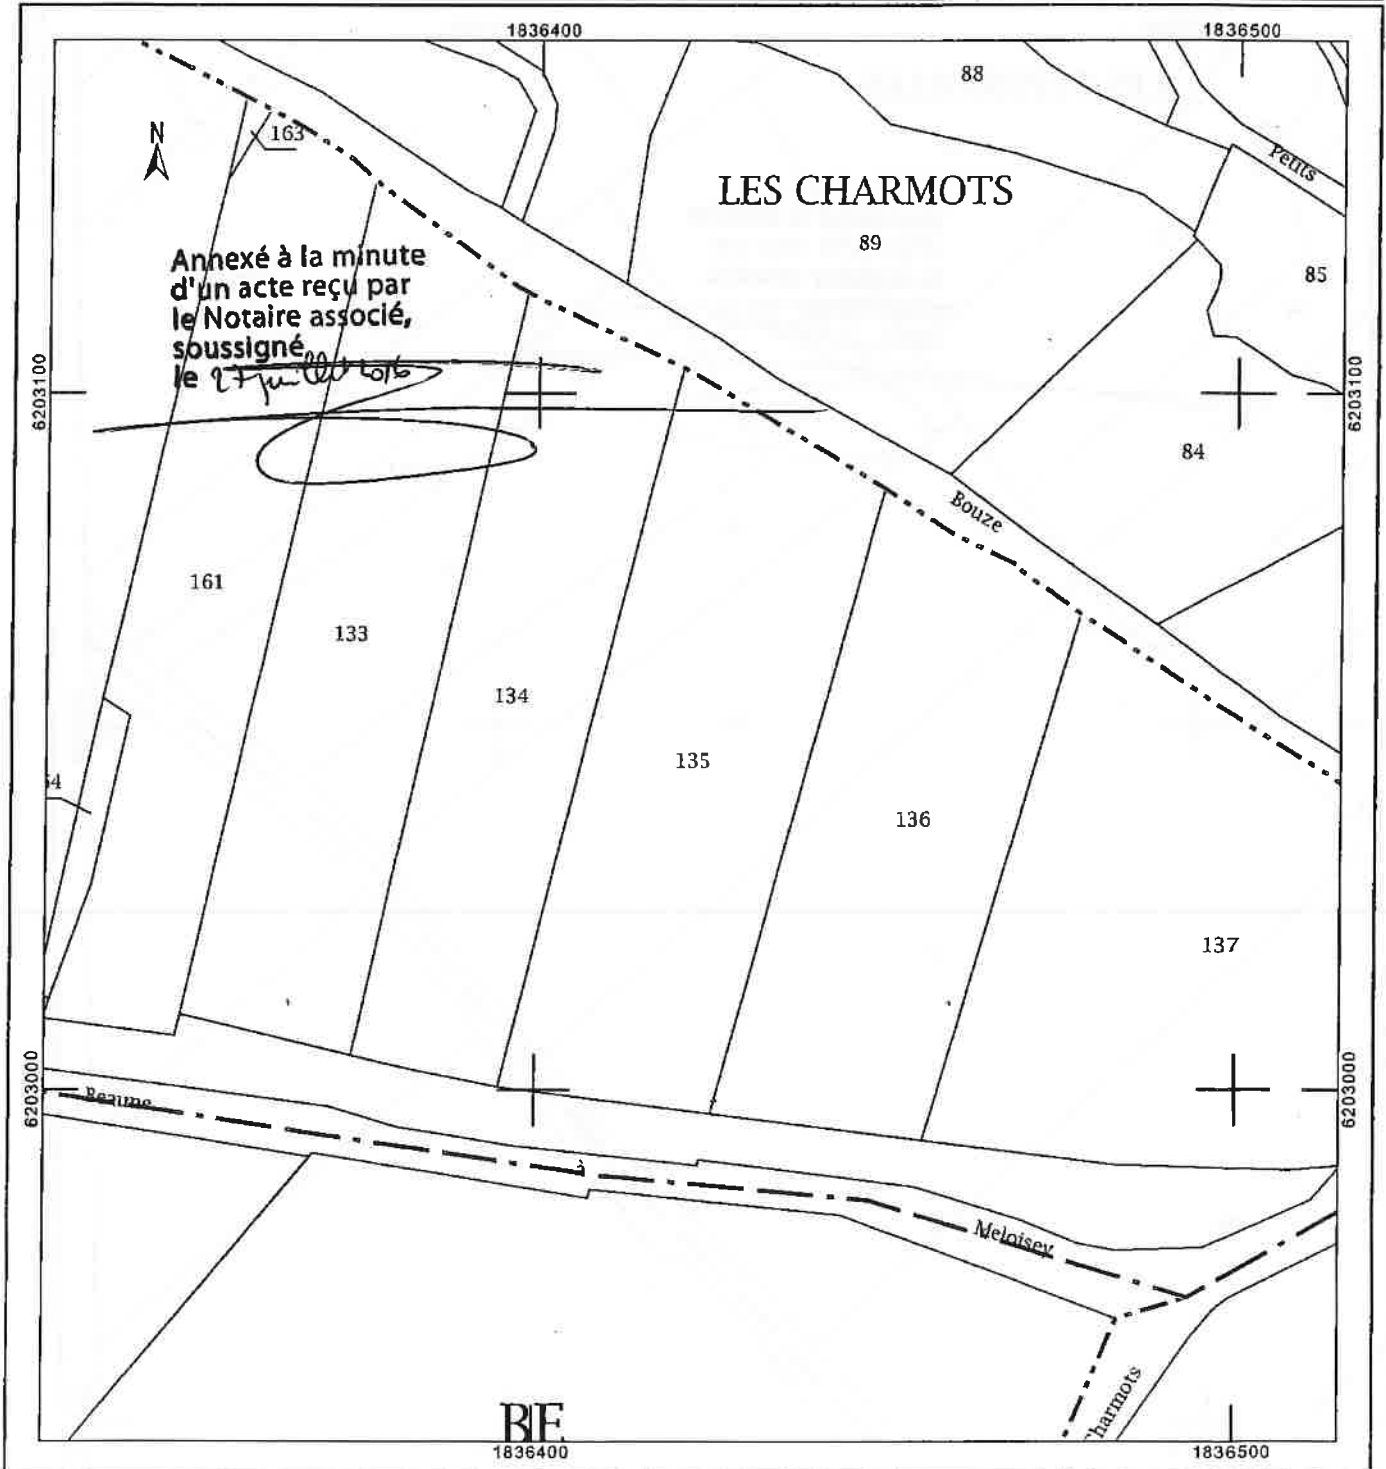 1836400
1836500
88
Petits
163
N
LES CHARMOTS
89
85
Annexé à la minute
d'un acte reçu par
le Notaire associé,
soussigné
le 27 juillet 2016
6203100
6203100
84
Bouze
161
133
134
135
136
137
6203000
6203000
Beaune
à
Meloisey
1836400
1836500